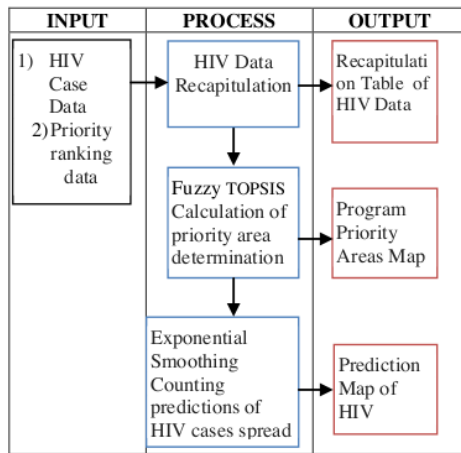 INPUT
PROCESS
OUTPUT
1) HIV
Case
Data
2)Priority
ranking
data
HIV Data
Recapitulation
Recapitulati
on Table of
HIV Data
Fuzzy TOPSIS
Calculation of
priority area
determination
Program
Priority
Areas Map
Exponential
Smoothing
Counting
predictions of
HIV cases spread
Prediction
Map of
HIV